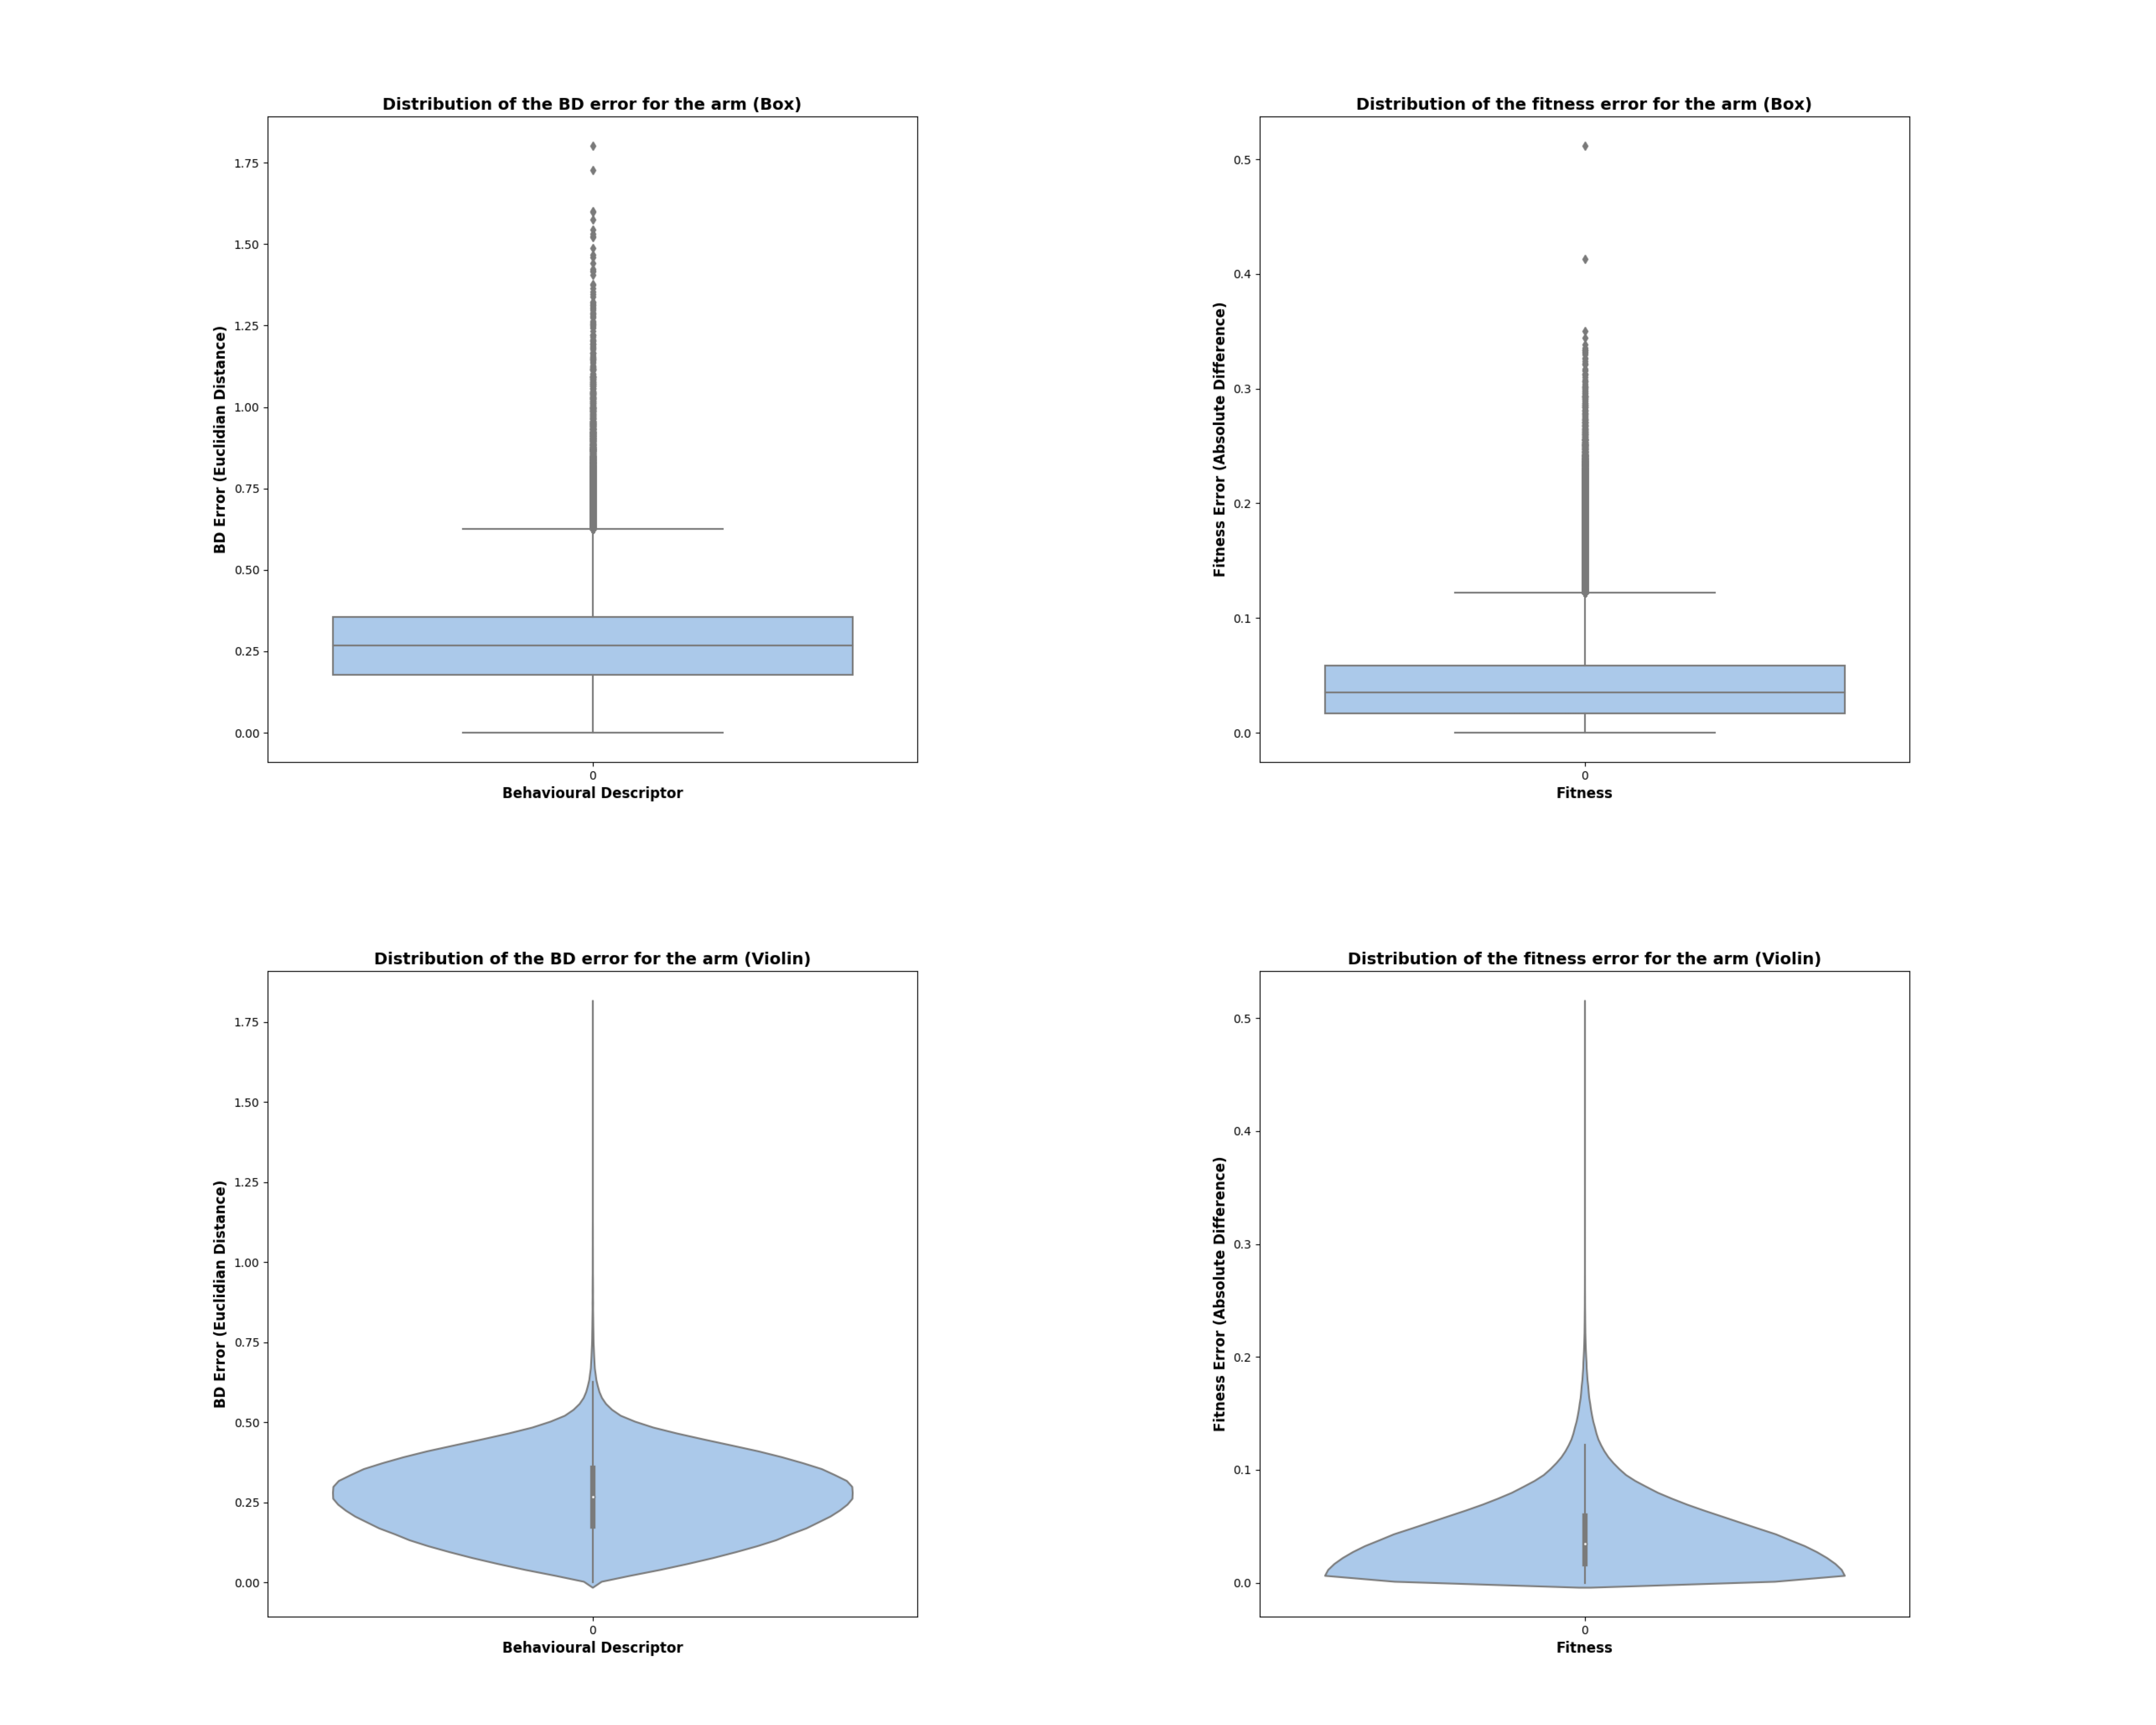 Distribution of the BD error for the arm (Box)
BD Error (Euclidian Distance)
1.75
1.50
1.25
1.00
0.75
0.50
0.25
0.00
0
Behavioural Descriptor
Distribution of the fitness error for the arm (Box)
Fitness Error (Absolute Difference)
0.5
0.4
0.3
0.2
0.1
0.0
0
Fitness
Distribution of the BD error for the arm (Violin)
BD Error (Euclidian Distance)
1.75
1.50
1.25
1.00
0.75
0.50
0.25
0.00
0
Behavioural Descriptor
Distribution of the fitness error for the arm (Violin)
Fitness Error (Absolute Difference)
0.5
0.4
0.3
0.2
0.1
0.0
0
Fitness